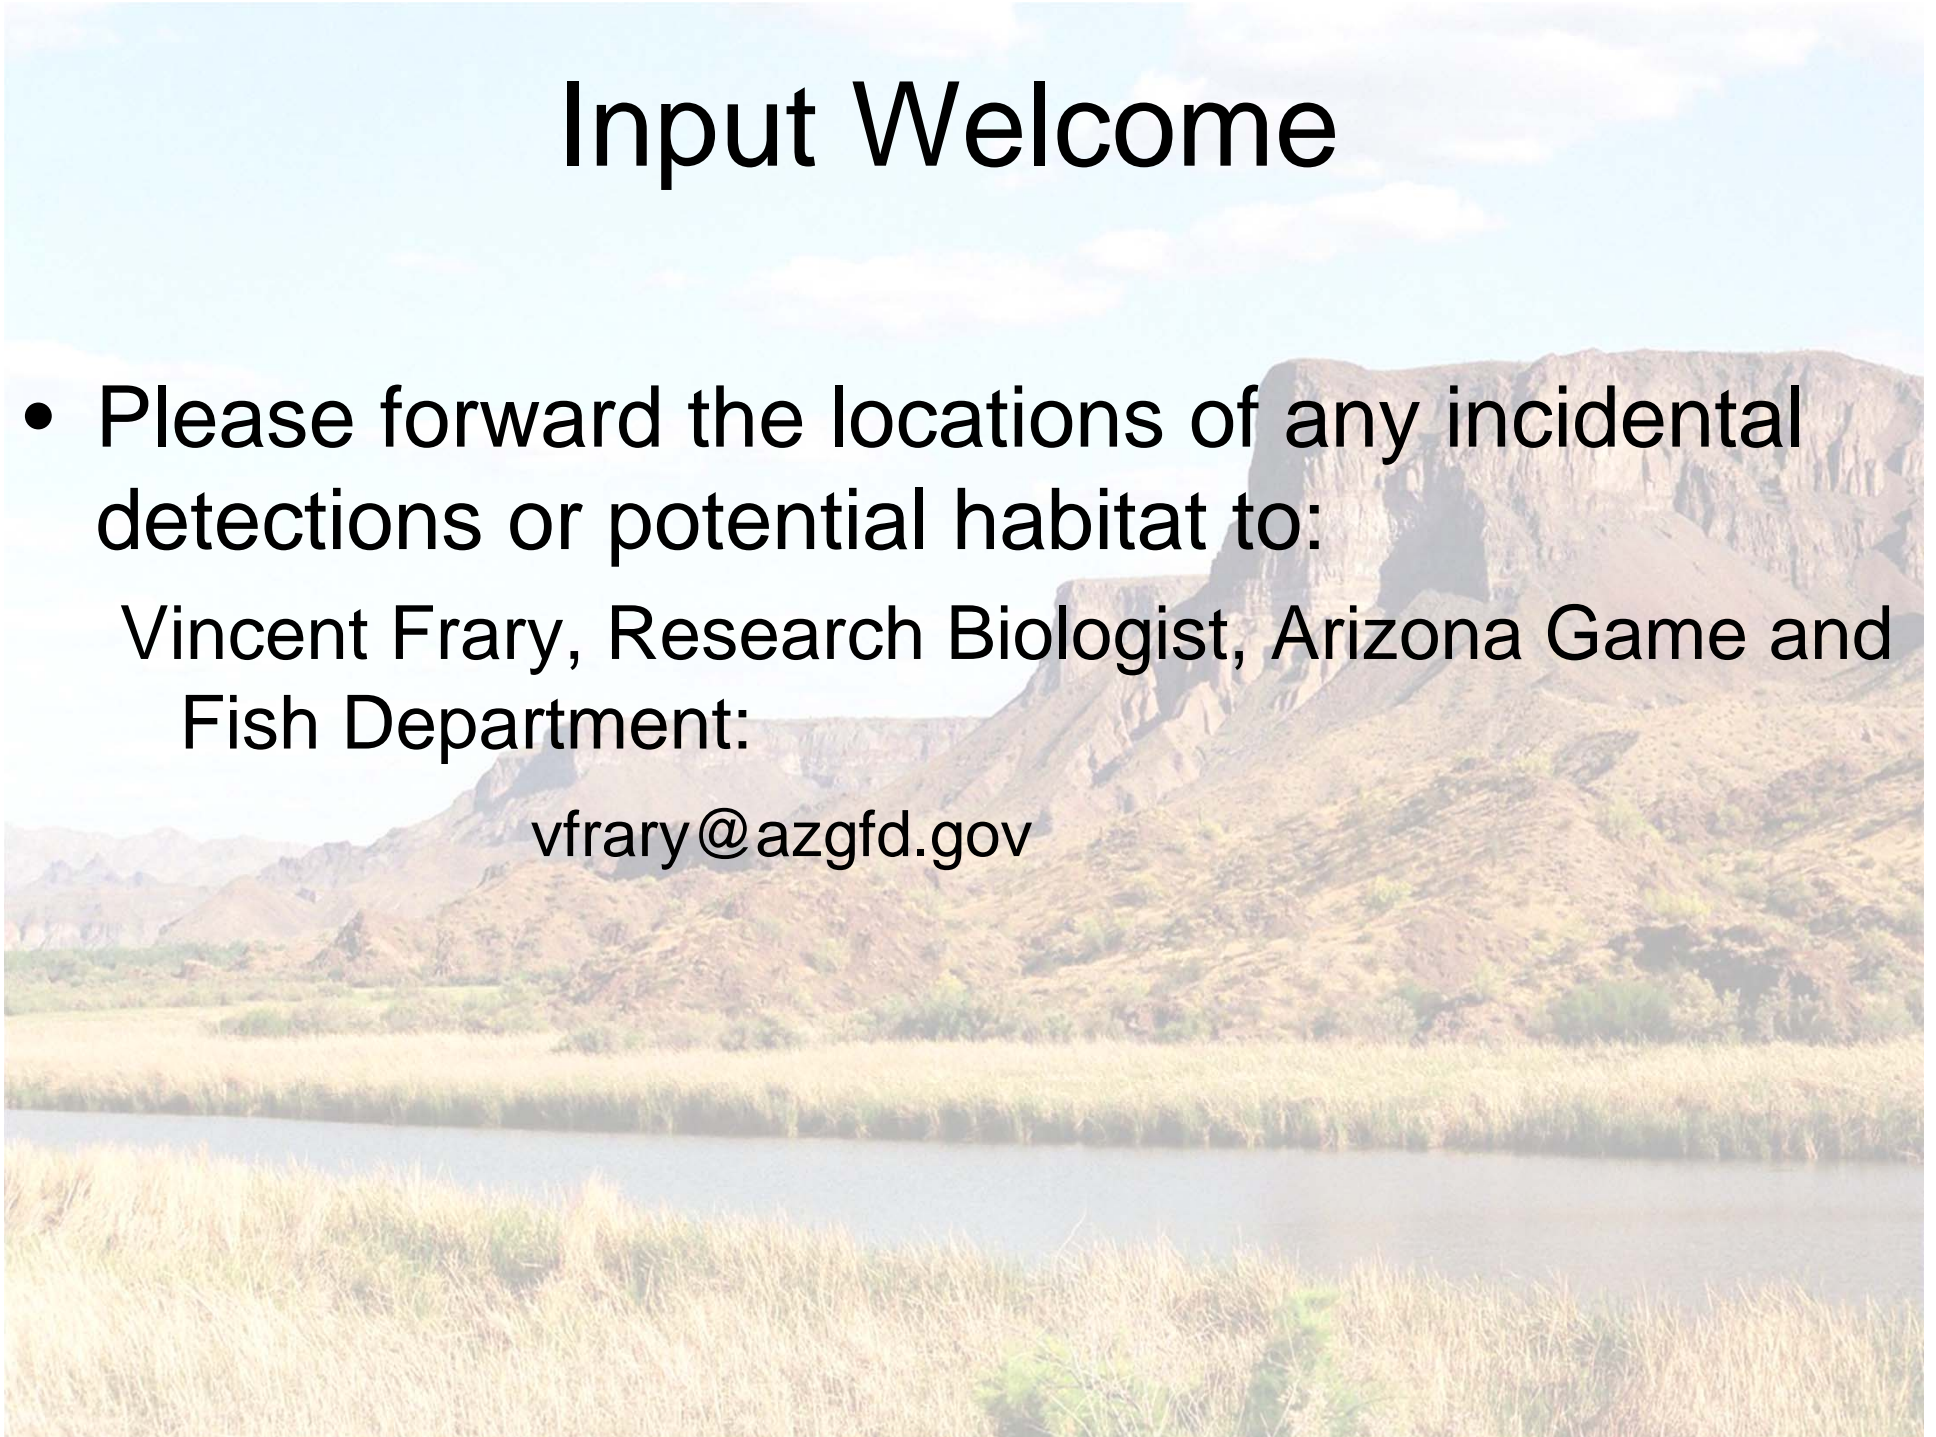 Input Welcome
• Please forward the locations of any incidental
detections or potential habitat to:
Vincent Frary, Research Biologist, Arizona Game and
Fish Department:
vfrary@azgfd.gov